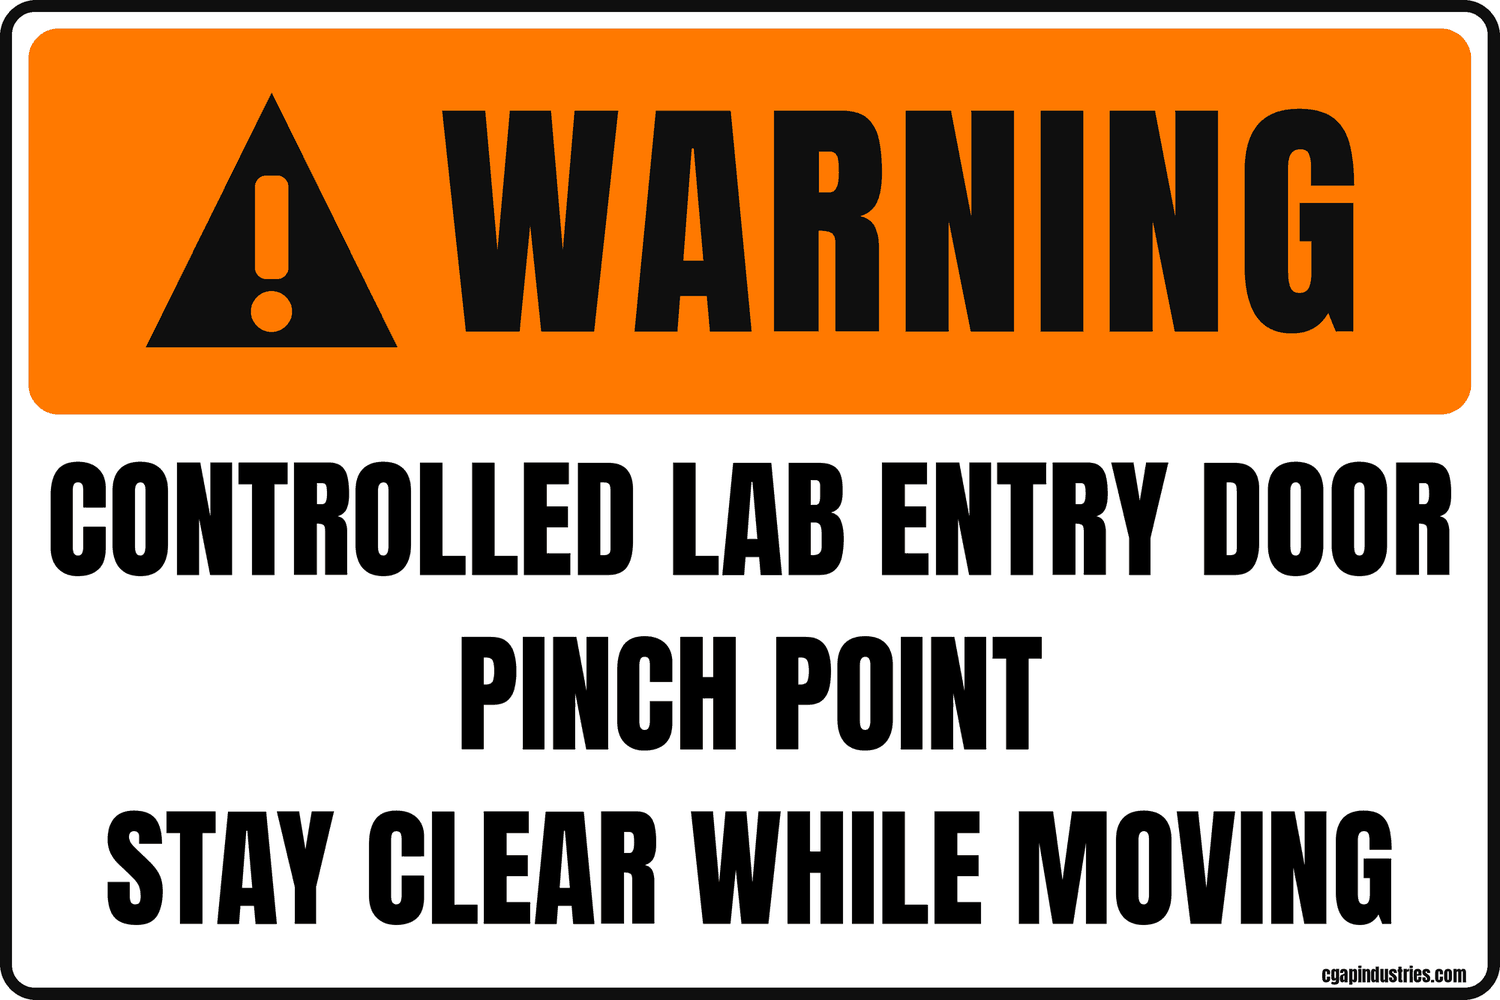 WARNING
CONTROLLED LAB ENTRY DOOR
PINCH POINT
STAY CLEAR WHILE MOVING
cgapindustries.com